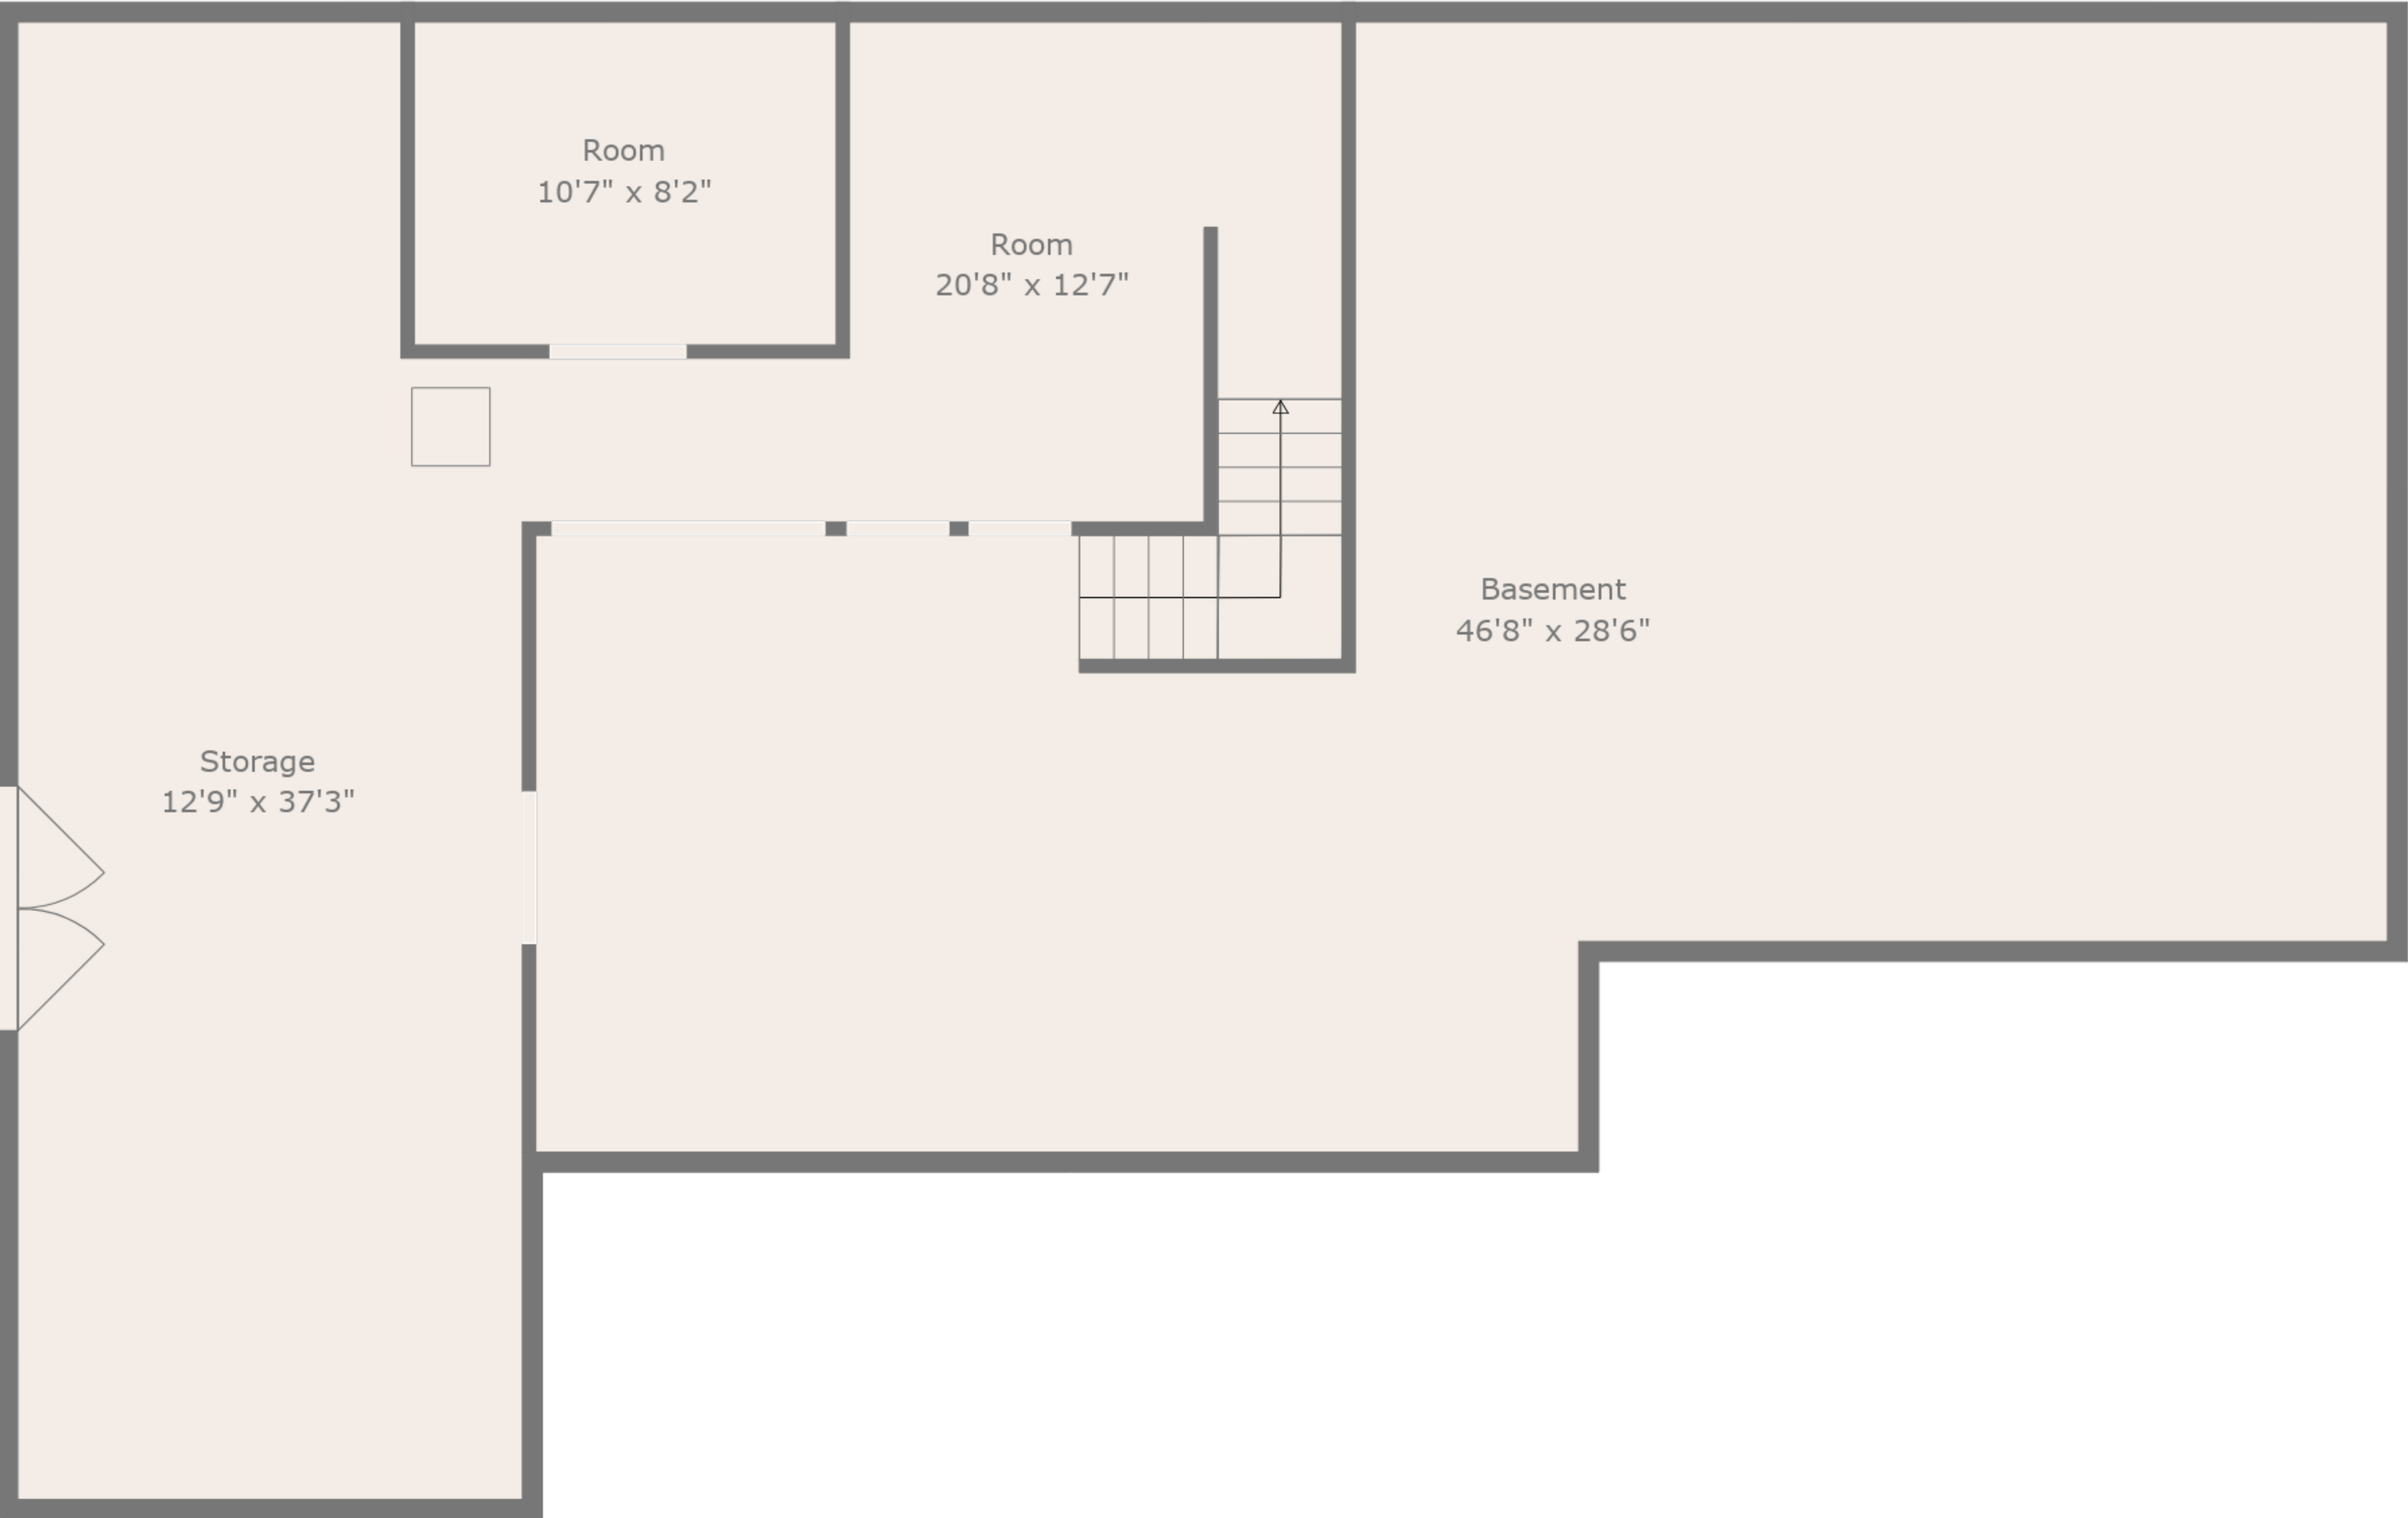 Room
10'7" x 8'2"
Room
20'8" x 12'7"
Basement
46'8" x 28'6"
Storage
12'9" x 37'3"